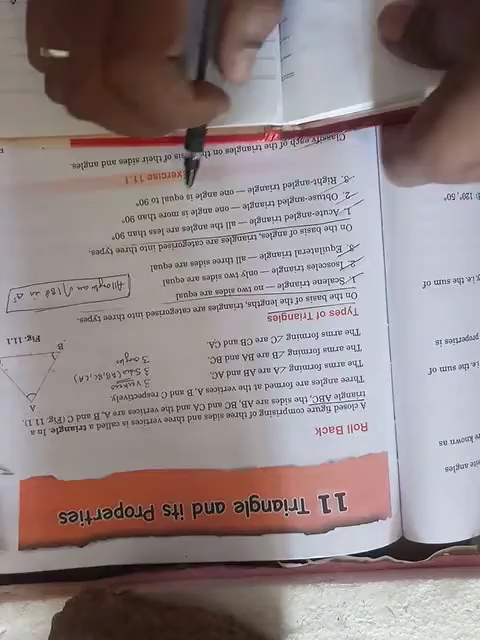 11 Triangle and its Properties
Roll Back
A closed figure comprising of three sides and three vertices is called a triangle. In a
triangle ABC, the sides are AB, BC and CA and the vertices are A, B and C (Fig. 11.1).
Three angles are formed at the vertices A, B and C respectively.
The arms forming ∠A are AB and AC.
The arms forming ∠B are BA and BC.
The arms forming ∠C are CB and CA.
3 vertices
3 sides (AB, BC, CA)
3 angles
A
B
Fig. 11.1
Types of Triangles
On the basis of the lengths, triangles are categorised into three types.
1. Scalene triangle — no two sides are equal
2. Isosceles triangle — only two sides are equal
3. Equilateral triangle — all three sides are equal
On the basis of angles, triangles are categorised into three types.
1. Acute-angled triangle — all the angles are less than 90°
2. Obtuse-angled triangle — one angle is more than 90°
3. Right-angled triangle — one angle is equal to 90°
Exercise 11.1
Classify each of the triangles on the basis of their sides and angles.
angles
are known as
i.e. the sum of
properties is
i.e. the sum of
120°, 50°